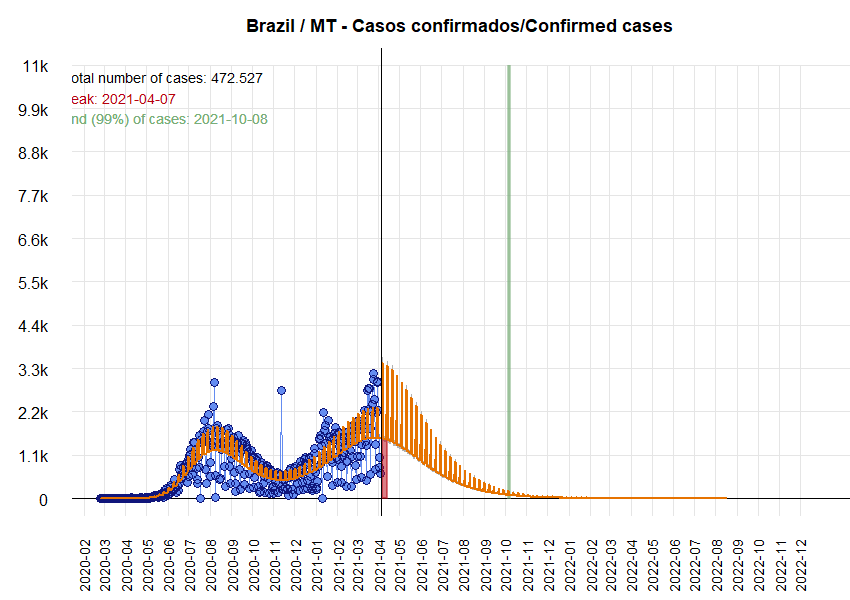 Brazil / MT - Casos confirmados/Confirmed cases
11k
otal number of cases: 472.527
eak: 2021-04-07
9.9k
nd (99%) of cases: 2021-10-08
8.8k
7.7k
6.6k
5.5k
4.4k
3.3k
2.2k
1.1k
0
2020-02
2020-03
2020-04
2020-05
2020-06
2020-07
2020-08
2020-09
2020-10
2020-11
2020-12
2021-01
2021-02
2021-03
2021-04
2021-05
2021-06
2021-07
2021-08
2021-09
2021-10
2021-11
2021-12
2022-01
2022-02
2022-03
2022-04
2022-05
2022-06
2022-07
2022-08
2022-09
2022-10
2022-11
2022-12